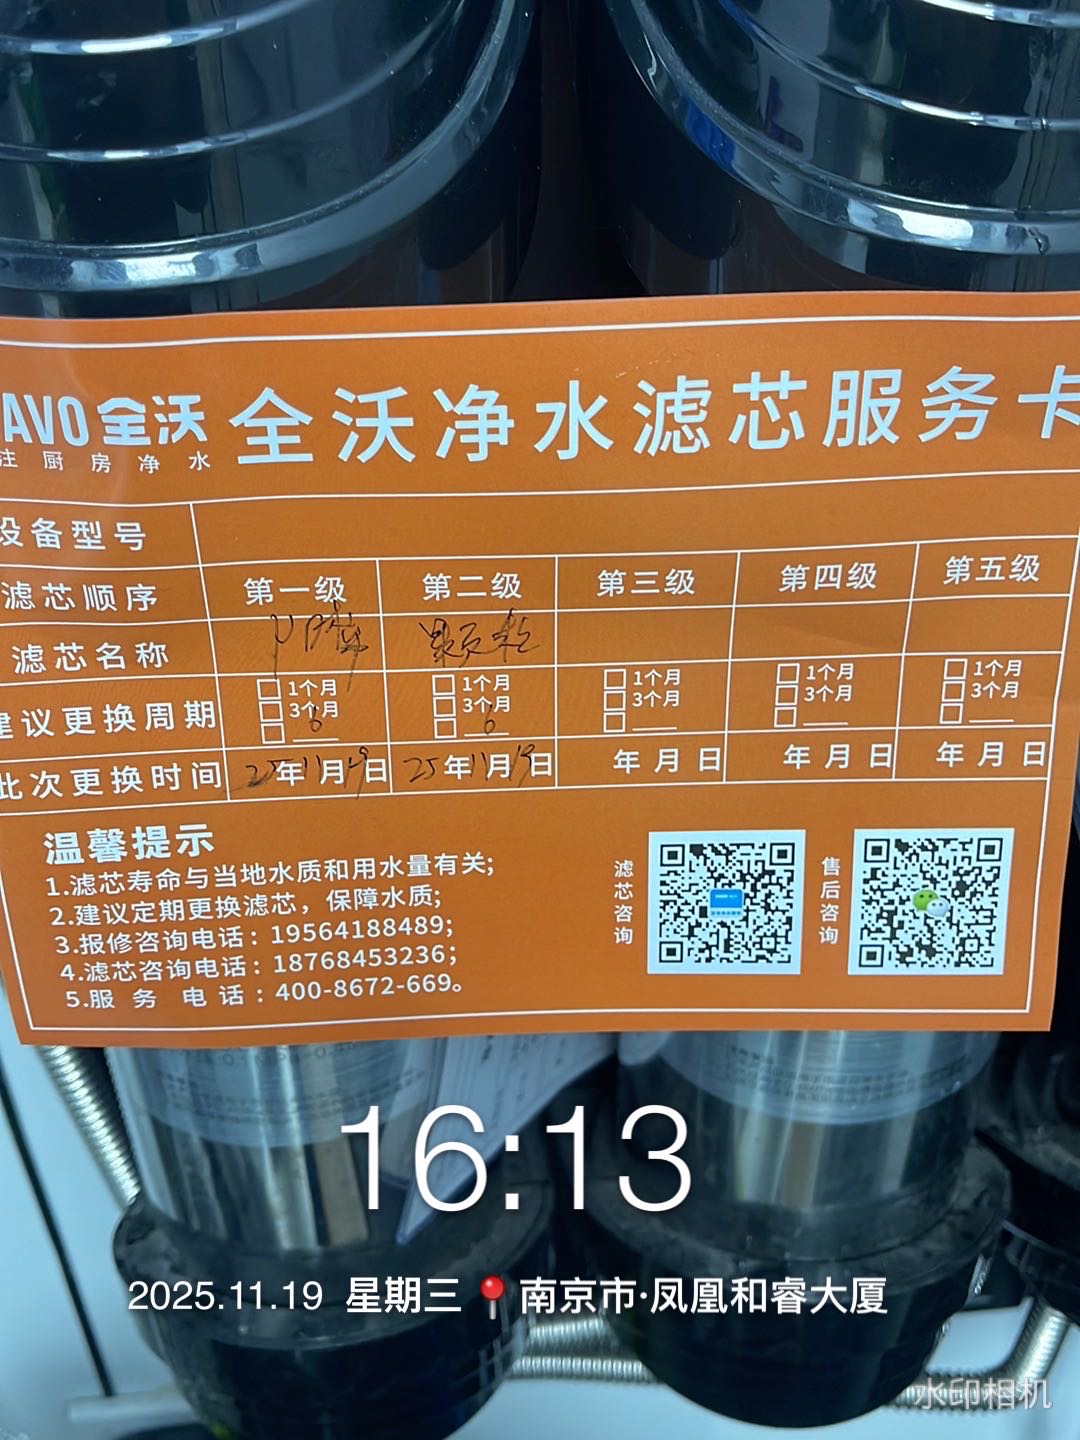 AVO 全沃
注厨房净水
全沃净水滤芯服务卡
设备型号
滤芯顺序 第一级 第二级 第三级 第四级 第五级
滤芯名称 PP棉 颗粒
建议更换周期 □1个月 □3个月 □6 □1个月 □3个月 □6 □1个月 □3个月 □___ □1个月 □3个月 □___ □1个月 □3个月 □___
此次更换时间 25年11月19日 25年11月19日 年月日 年月日 年月日
温馨提示
1.滤芯寿命与当地水质和用水量有关;
2.建议定期更换滤芯，保障水质;
3.报修咨询电话：19564188489;
4.滤芯咨询电话：18768453236;
5.服务电话：400-8672-669。
滤芯咨询
售后咨询
16:13
2025.11.19 星期三 南京市·凤凰和睿大厦
水印相机